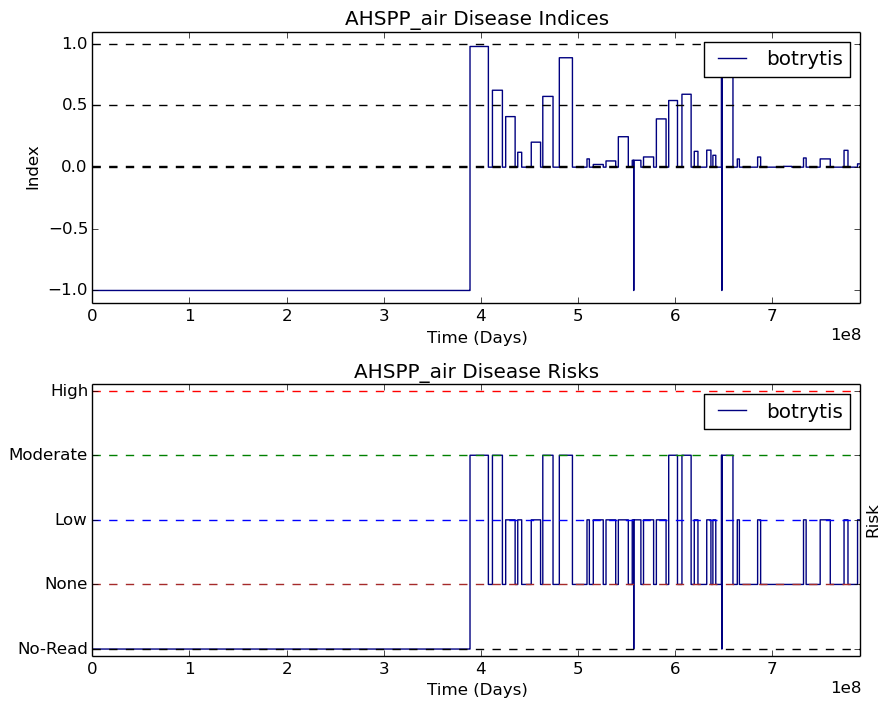 AHSPP_air Disease Indices
1.0
botrytis
0.5
0.0
Index
−0.5
−1.0
0 1 2 3 4 5 6 7
1e8
Time (Days)
AHSPP_air Disease Risks
High
botrytis
Moderate
Low
Risk
None
No-Read
0 1 2 3 4 5 6 7
1e8
Time (Days)